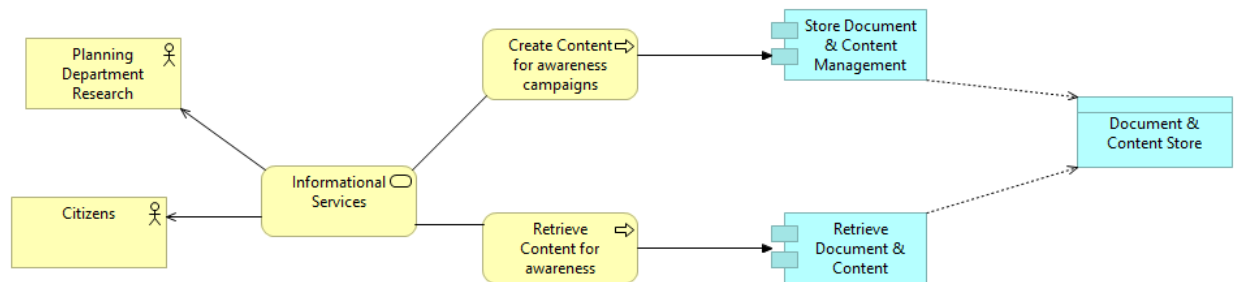 Planning
Department
Research
Citizens
Informational
Services
Create Content
for awareness
campaigns
Retrieve
Content for
awareness
Store Document
& Content
Management
Retrieve
Document &
Content
Document &
Content Store